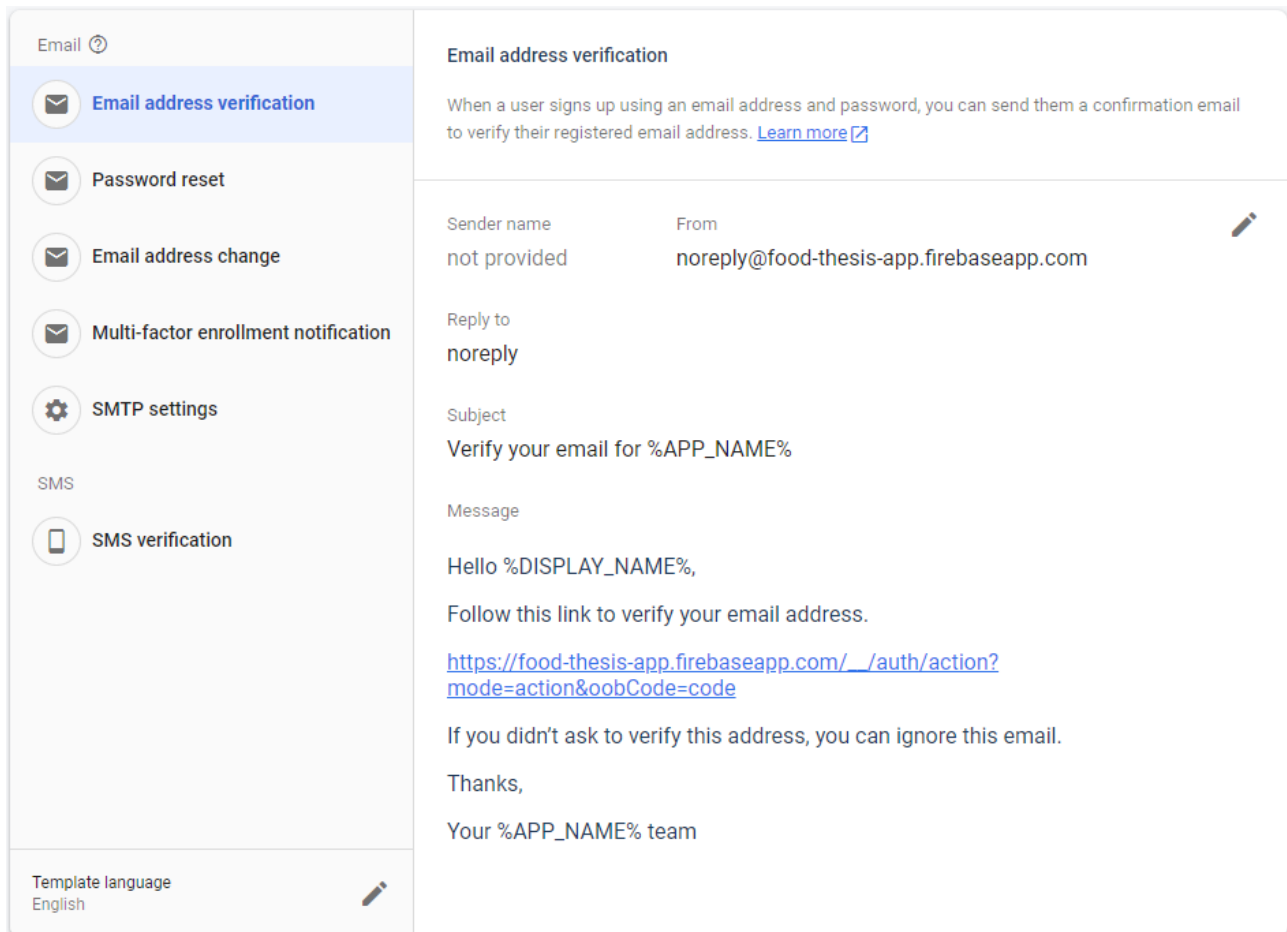 Email
Email address verification
Password reset
Email address change
Multi-factor enrollment notification
SMTP settings
SMS
SMS verification
Template language
English
Email address verification
When a user signs up using an email address and password, you can send them a confirmation email
to verify their registered email address. Learn more
Sender name
From
not provided
noreply@food-thesis-app.firebaseapp.com
Reply to
noreply
Subject
Verify your email for %APP_NAME%
Message
Hello %DISPLAY_NAME%,
Follow this link to verify your email address.
https://food-thesis-app.firebaseapp.com/__/auth/action?
mode=action&oobCode=code
If you didn’t ask to verify this address, you can ignore this email.
Thanks,
Your %APP_NAME% team